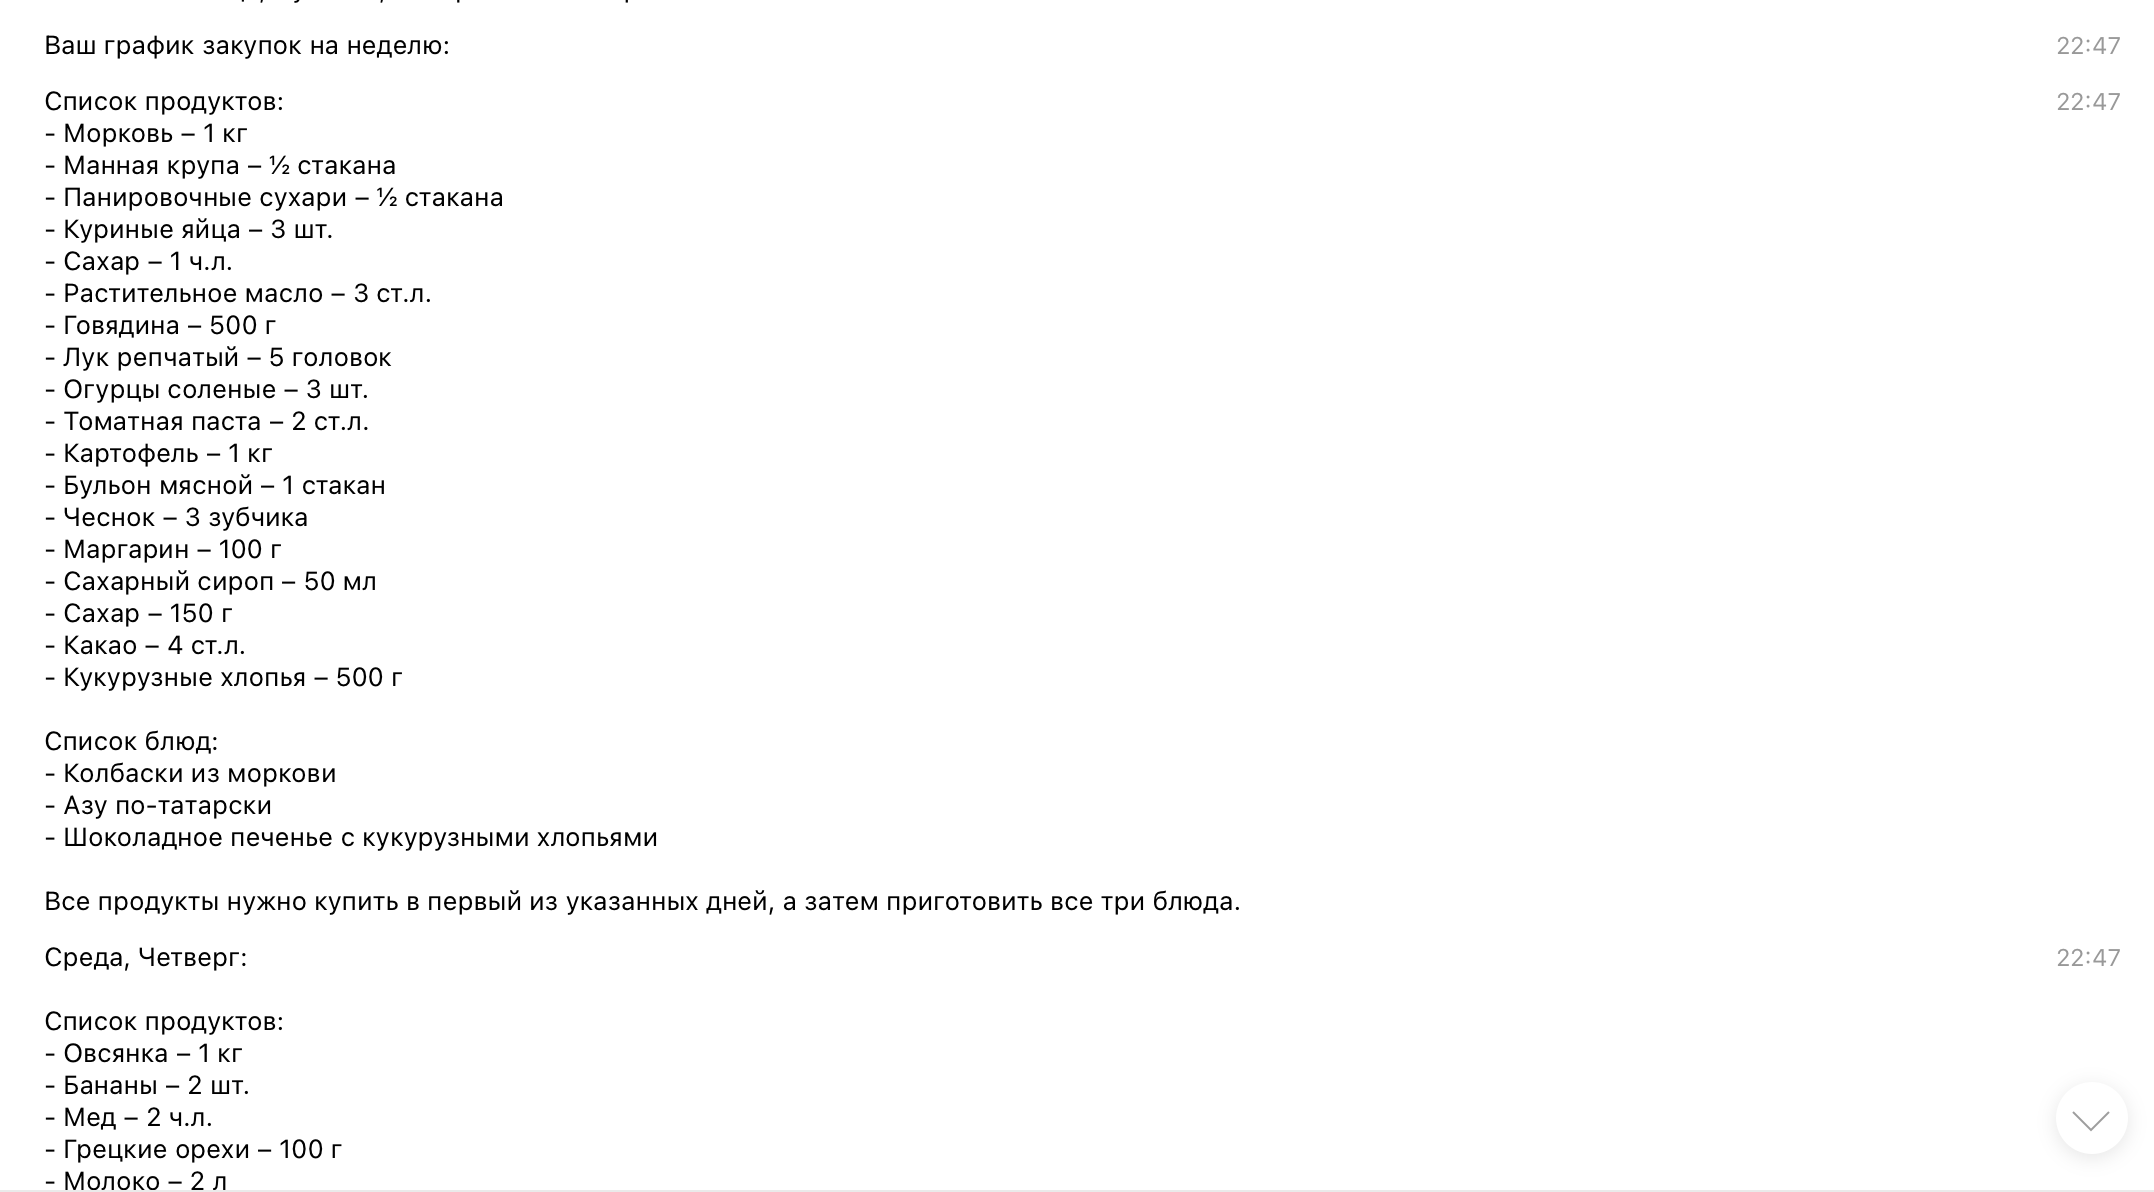 Ваш график закупок на неделю:
22:47
Список продуктов:
22:47
- Морковь – 1 кг
- Манная крупа – ½ стакана
- Панировочные сухари – ½ стакана
- Куриные яйца – 3 шт.
- Сахар – 1 ч.л.
- Растительное масло – 3 ст.л.
- Говядина – 500 г
- Лук репчатый – 5 головок
- Огурцы соленые – 3 шт.
- Томатная паста – 2 ст.л.
- Картофель – 1 кг
- Бульон мясной – 1 стакан
- Чеснок – 3 зубчика
- Маргарин – 100 г
- Сахарный сироп – 50 мл
- Сахар – 150 г
- Какао – 4 ст.л.
- Кукурузные хлопья – 500 г
Список блюд:
- Колбаски из моркови
- Азу по-татарски
- Шоколадное печенье с кукурузными хлопьями
Все продукты нужно купить в первый из указанных дней, а затем приготовить все три блюда.
Среда, Четверг:
22:47
Список продуктов:
- Овсянка – 1 кг
- Бананы – 2 шт.
- Мед – 2 ч.л.
- Грецкие орехи – 100 г
- Молоко – 2 л